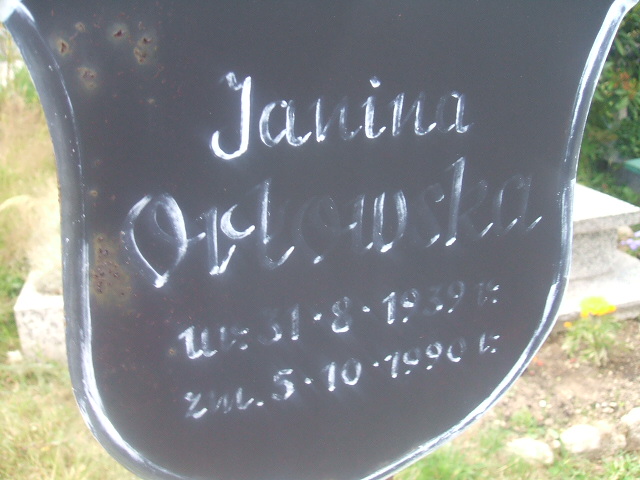 Janina
Orłowska
ur. 31.8.1939 r.
zm. 5.10.1990 r.